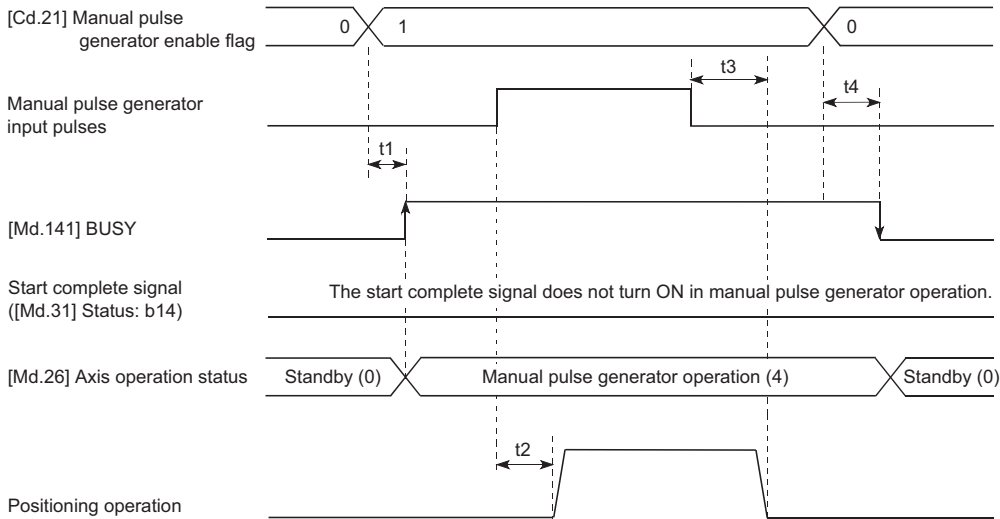 [Cd.21] Manual pulse
generator enable flag
0
1
0
t3
t4
Manual pulse generator
input pulses
t1
[Md.141] BUSY
Start complete signal
([Md.31] Status: b14)
The start complete signal does not turn ON in manual pulse generator operation.
[Md.26] Axis operation status
Standby (0)
Manual pulse generator operation (4)
Standby (0)
t2
Positioning operation